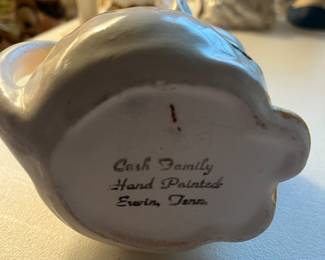 Cash Family
Hand Painted
Erwin, Tenn.